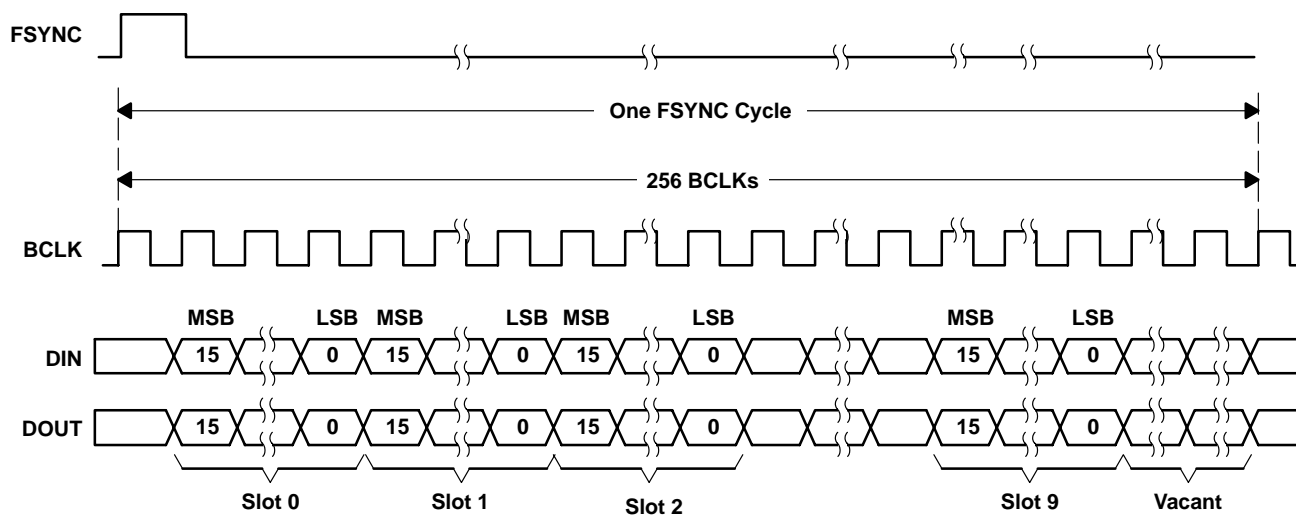 FSYNC
One FSYNC Cycle
256 BCLKs
BCLK
MSB LSB MSB LSB MSB LSB MSB LSB
DIN 15 0 15 0 15 0 15 0
DOUT 15 0 15 0 15 0 15 0
Slot 0 Slot 1 Slot 2 Slot 9 Vacant